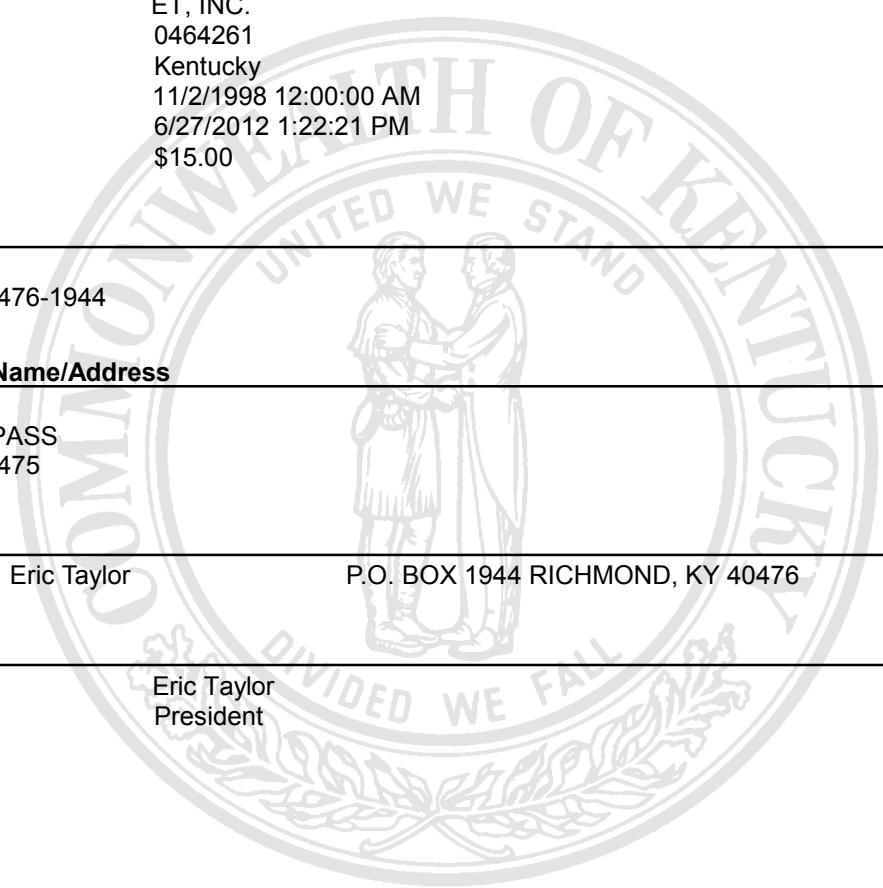 ET, INC.
0464261
Kentucky
11/2/1998 12:00:00 AM
6/27/2012 1:22:21 PM
$15.00
COMMONWEALTH OF KENTUCKY
UNITED WE STAND
476-1944
Name/Address
PASS
475
Eric Taylor P.O. BOX 1944 RICHMOND, KY 40476
Eric Taylor
President
DIVIDED WE FALL